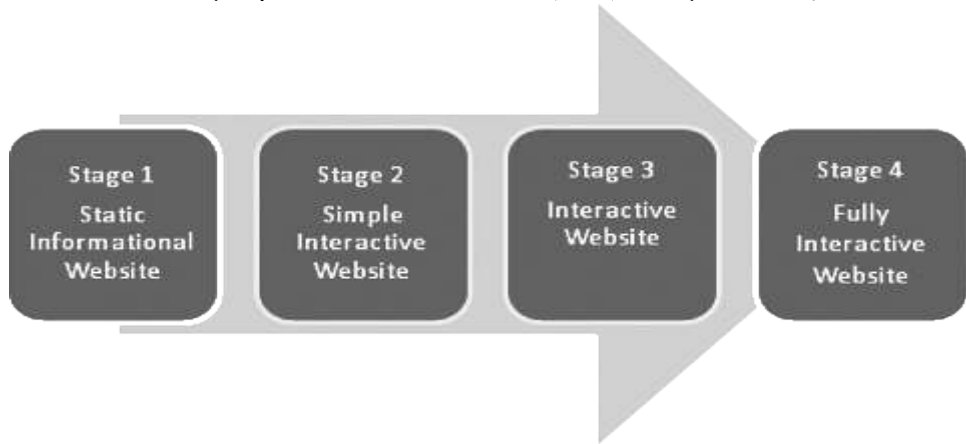 Stage 1
Static
Informational
Website
Stage 2
Simple
Interactive
Website
Stage 3
Interactive
Website
Stage 4
Fully
Interactive
Website